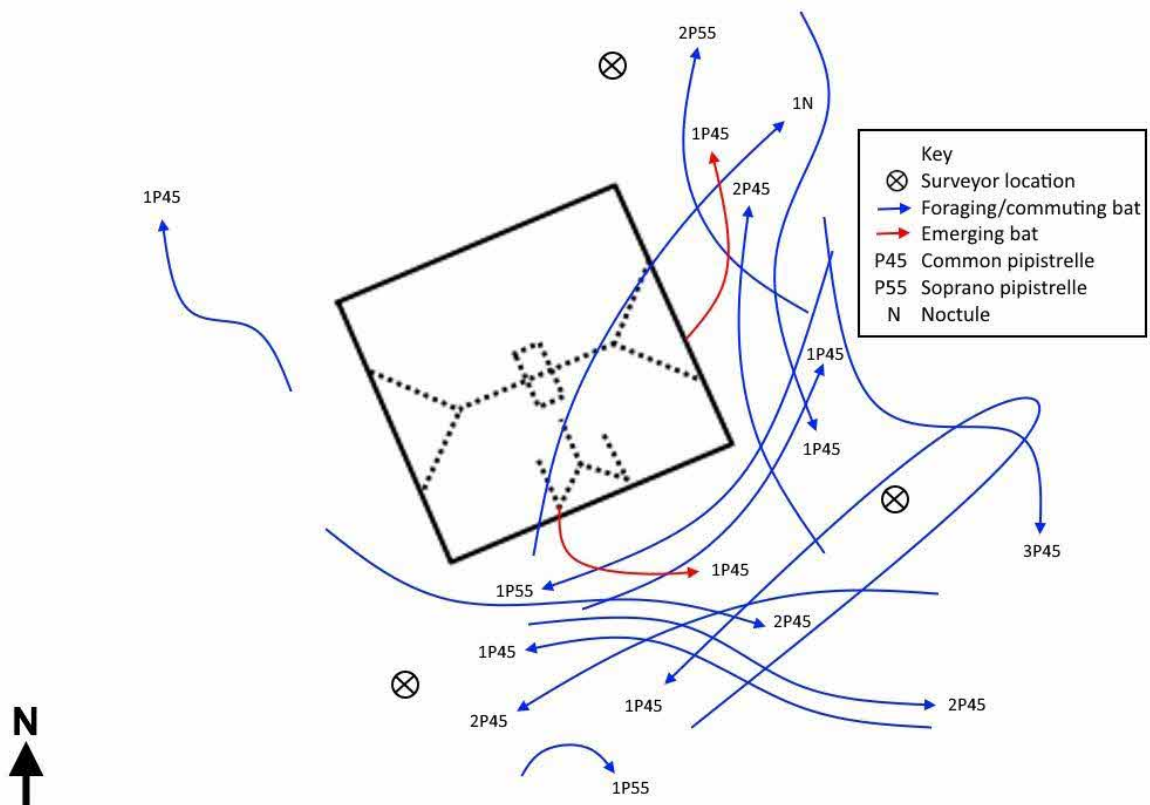 2P55
1N
1P45
2P45
1P45
Key
Surveyor location
Foraging/commuting bat
Emerging bat
P45 Common pipistrelle
P55 Soprano pipistrelle
N Noctule
1P45
1P45
3P45
1P45
1P55
2P45
1P45
2P45
1P45
2P45
1P55
N